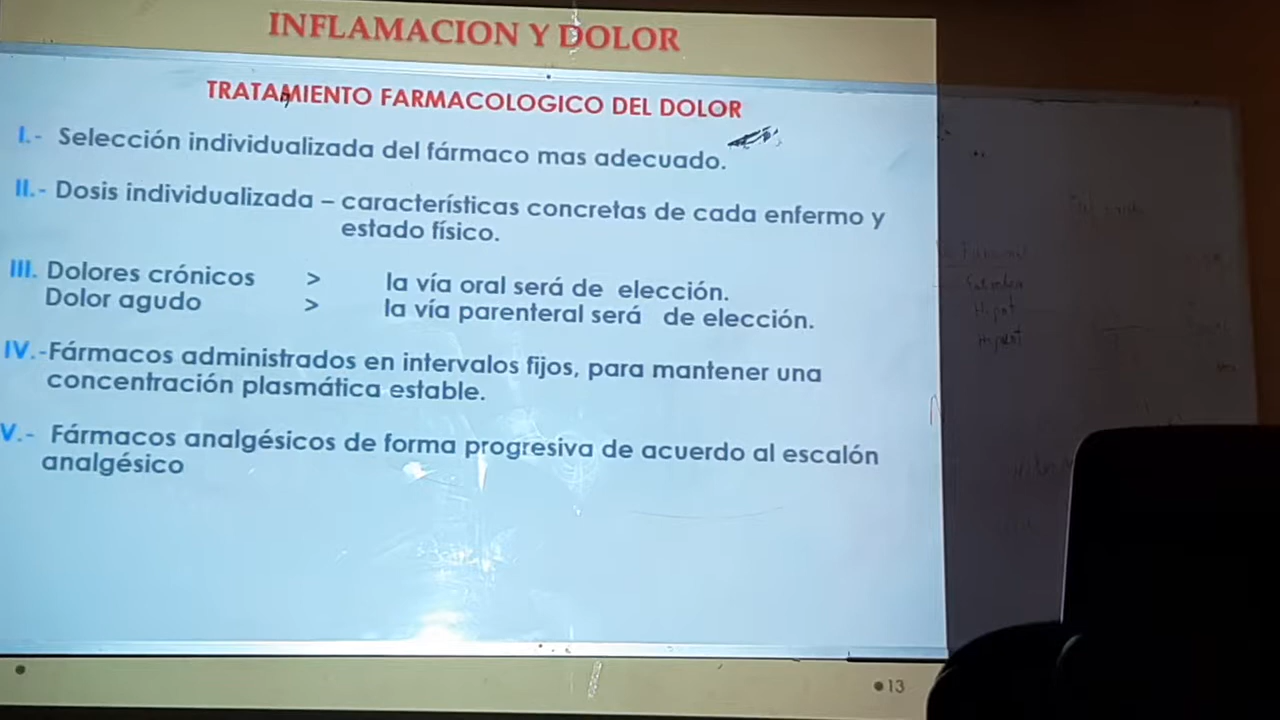 INFLAMACION Y DOLOR
TRATAMIENTO FARMACOLOGICO DEL DOLOR
I.- Selección individualizada del fármaco mas adecuado.
II.- Dosis individualizada – características concretas de cada enfermo y
estado físico.
III. Dolores crónicos > la vía oral será de elección.
Dolor agudo > la vía parenteral será de elección.
IV.-Fármacos administrados en intervalos fijos, para mantener una
concentración plasmática estable.
V.- Fármacos analgésicos de forma progresiva de acuerdo al escalón
analgésico
13